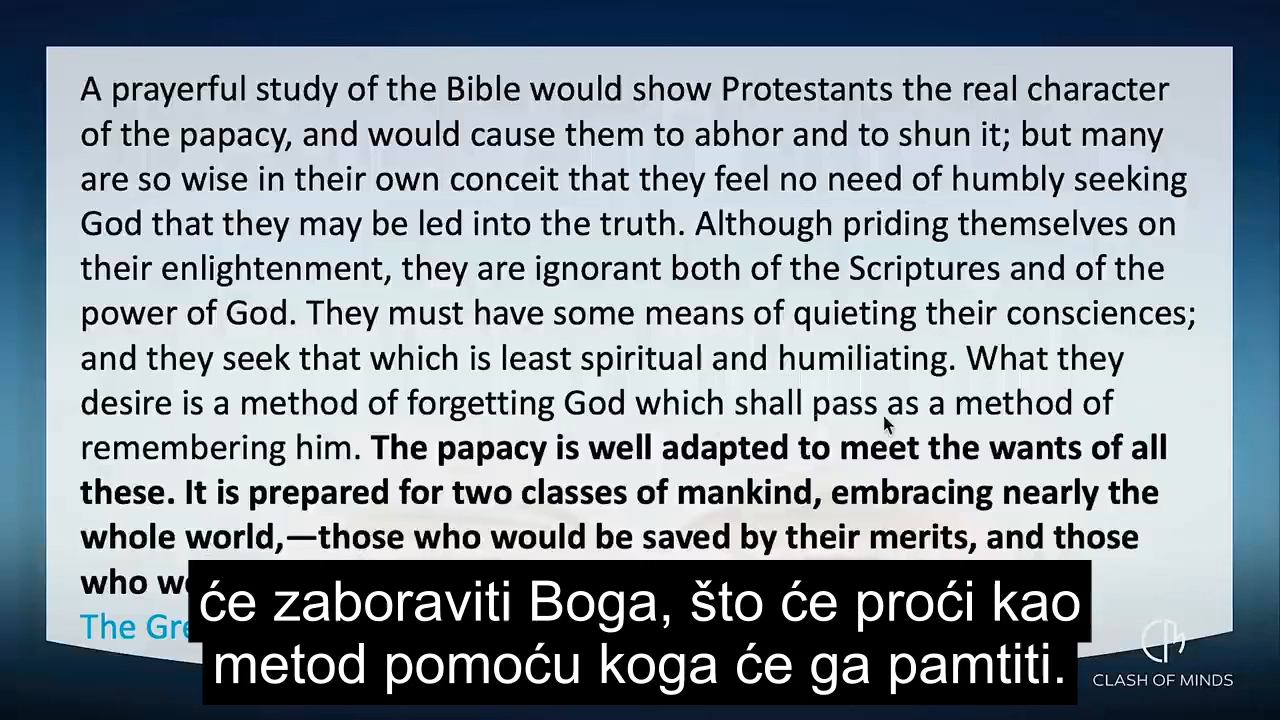 A prayerful study of the Bible would show Protestants the real character
of the papacy, and would cause them to abhor and to shun it; but many
are so wise in their own conceit that they feel no need of humbly seeking
God that they may be led into the truth. Although priding themselves on
their enlightenment, they are ignorant both of the Scriptures and of the
power of God. They must have some means of quieting their consciences;
and they seek that which is least spiritual and humiliating. What they
desire is a method of forgetting God which shall pass as a method of
remembering him. The papacy is well adapted to meet the wants of all
these. It is prepared for two classes of mankind, embracing nearly the
whole world,—those who would be saved by their merits, and those
who
The
će zaboraviti Boga, što će proći kao
metod pomoću koga će ga pamtiti.
CLASH OF MINDS